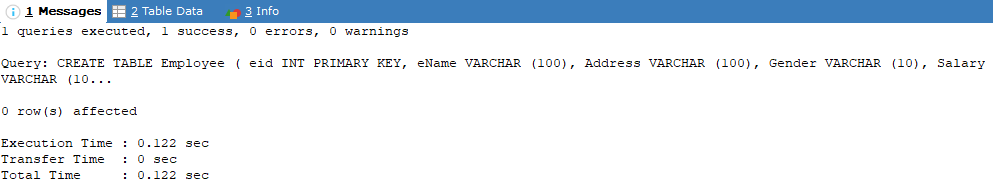 1 Messages 2 Table Data 3 Info
1 queries executed, 1 success, 0 errors, 0 warnings
Query: CREATE TABLE Employee ( eid INT PRIMARY KEY, eName VARCHAR (100), Address VARCHAR (100), Gender VARCHAR (10), Salary
VARCHAR (10...
0 row(s) affected
Execution Time : 0.122 sec
Transfer Time  : 0 sec
Total Time     : 0.122 sec